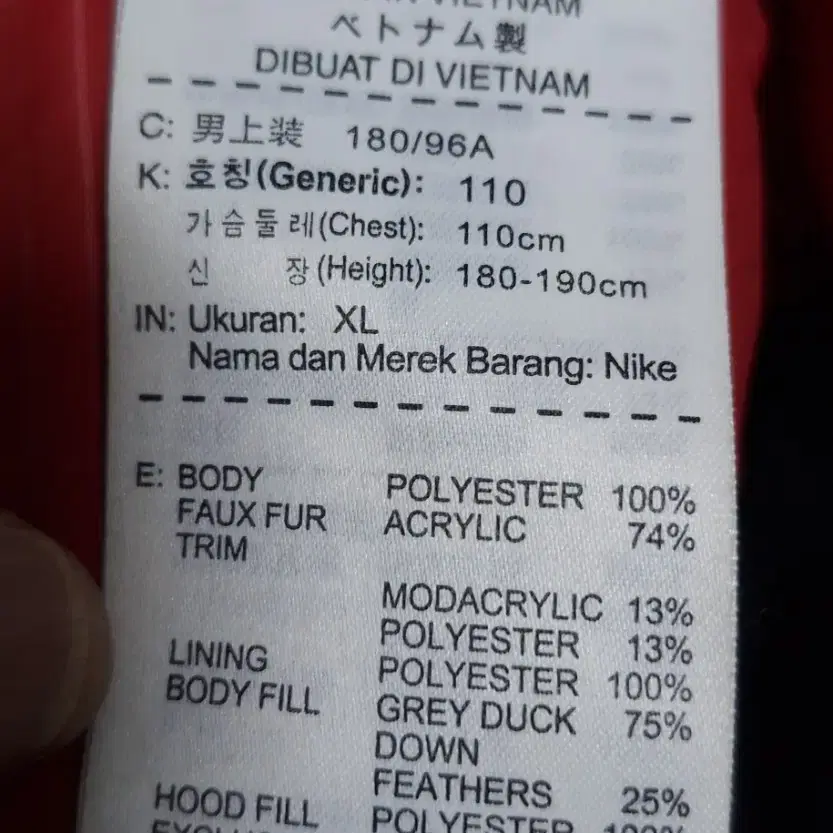 VIETNAM
ベトナム製
DIBUAT DI VIETNAM
C: 男上装 180/96A
K: 호칭(Generic): 110
가슴둘레(Chest): 110cm
신 장(Height): 180-190cm
IN: Ukuran: XL
Nama dan Merek Barang: Nike
E: BODY POLYESTER 100%
FAUX FUR ACRYLIC 74%
TRIM
MODACRYLIC 13%
POLYESTER 13%
LINING POLYESTER 100%
BODY FILL GREY DUCK 75%
DOWN
FEATHERS 25%
HOOD FILL POLYESTER 100%